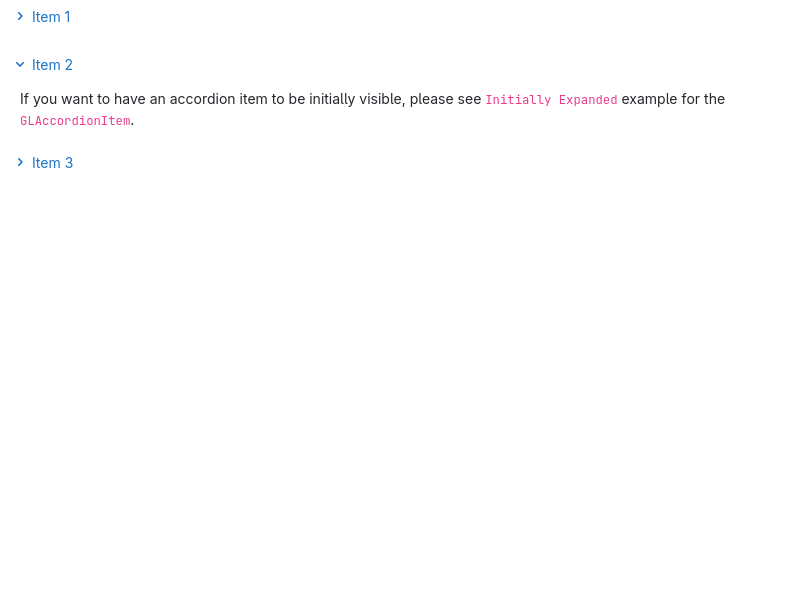 Item 1
Item 2
If you want to have an accordion item to be initially visible, please see Initially Expanded example for the
GLAccordionItem.
Item 3